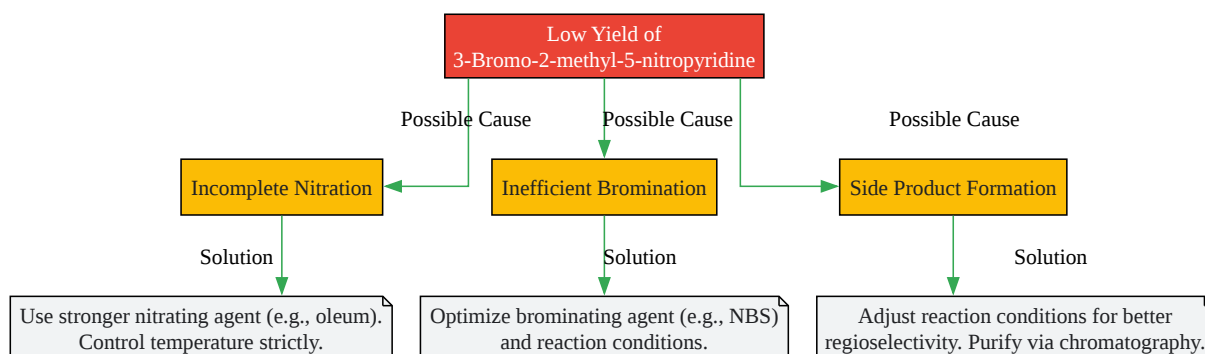 Low Yield of
3-Bromo-2-methyl-5-nitropyridine
Possible Cause
Possible Cause
Possible Cause
Incomplete Nitration
Inefficient Bromination
Side Product Formation
Solution
Solution
Solution
Use stronger nitrating agent (e.g., oleum).
Control temperature strictly.
Optimize brominating agent (e.g., NBS)
and reaction conditions.
Adjust reaction conditions for better
regioselectivity. Purify via chromatography.